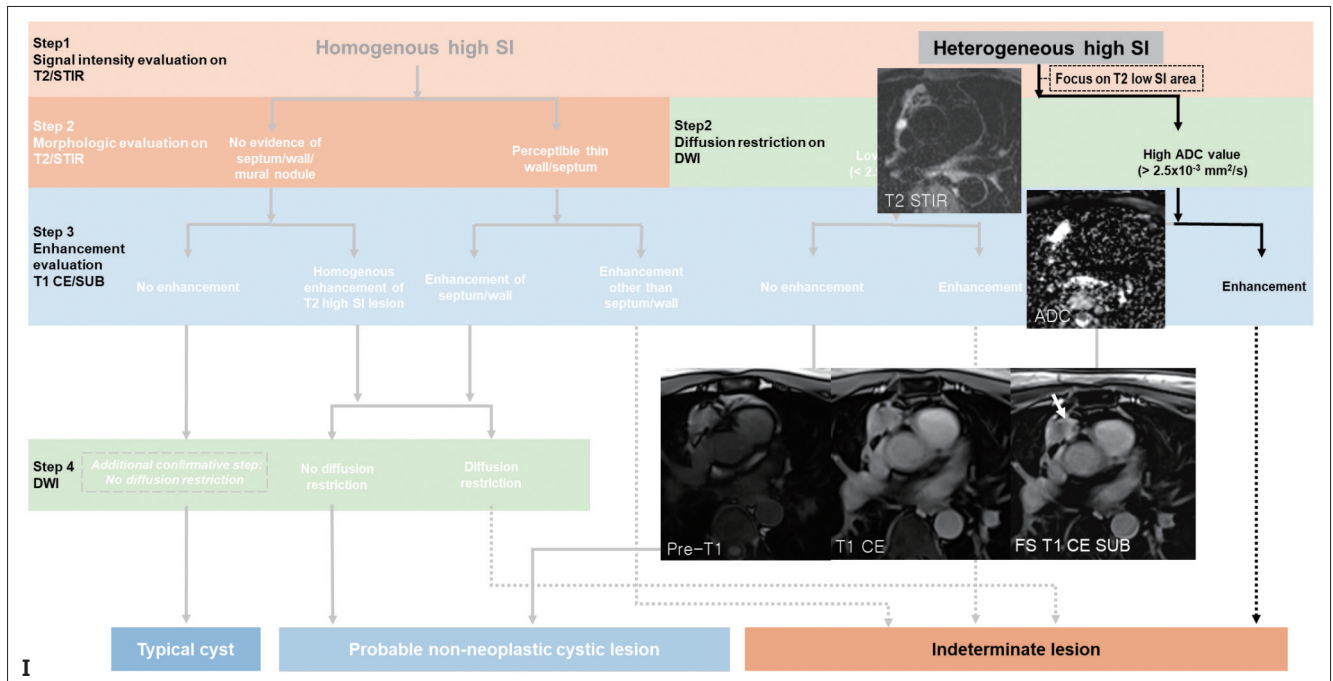 Step1
Signal intensity evaluation on
T2/STIR
Homogenous high SI
Heterogeneous high SI
Focus on T2 low SI area
Step 2
Morphologic evaluation on
T2/STIR
No evidence of
septum/wall/
mural nodule
Perceptible thin
wall/septum
Step2
Diffusion restriction on
DWI
(< 2.
High ADC value
(> 2.5x10⁻³ mm²/s)
T2 STIR
Step 3
Enhancement
evaluation
T1 CE/SUB
No enhancement
Homogenous
enhancement of
T2 high SI lesion
Enhancement of
septum/wall
Enhancement
other than
septum/wall
No enhancement
Enhancement
ADC
Enhancement
Pre-T1
T1 CE
FS T1 CE SUB
Step 4
DWI
Additional confirmative step:
No diffusion restriction
No diffusion
restriction
Diffusion
restriction
Typical cyst
Probable non-neoplastic cystic lesion
Indeterminate lesion
I